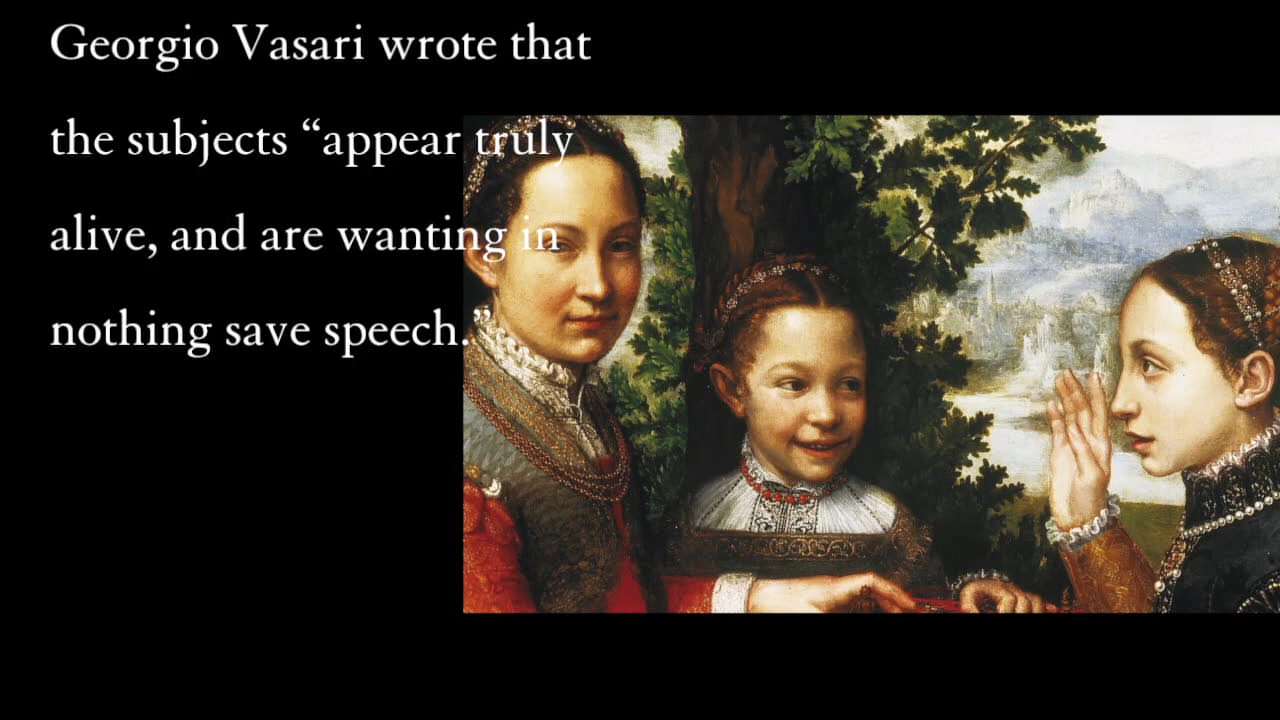 Georgio Vasari wrote that
the subjects “appear truly
alive, and are wanting in
nothing save speech.”